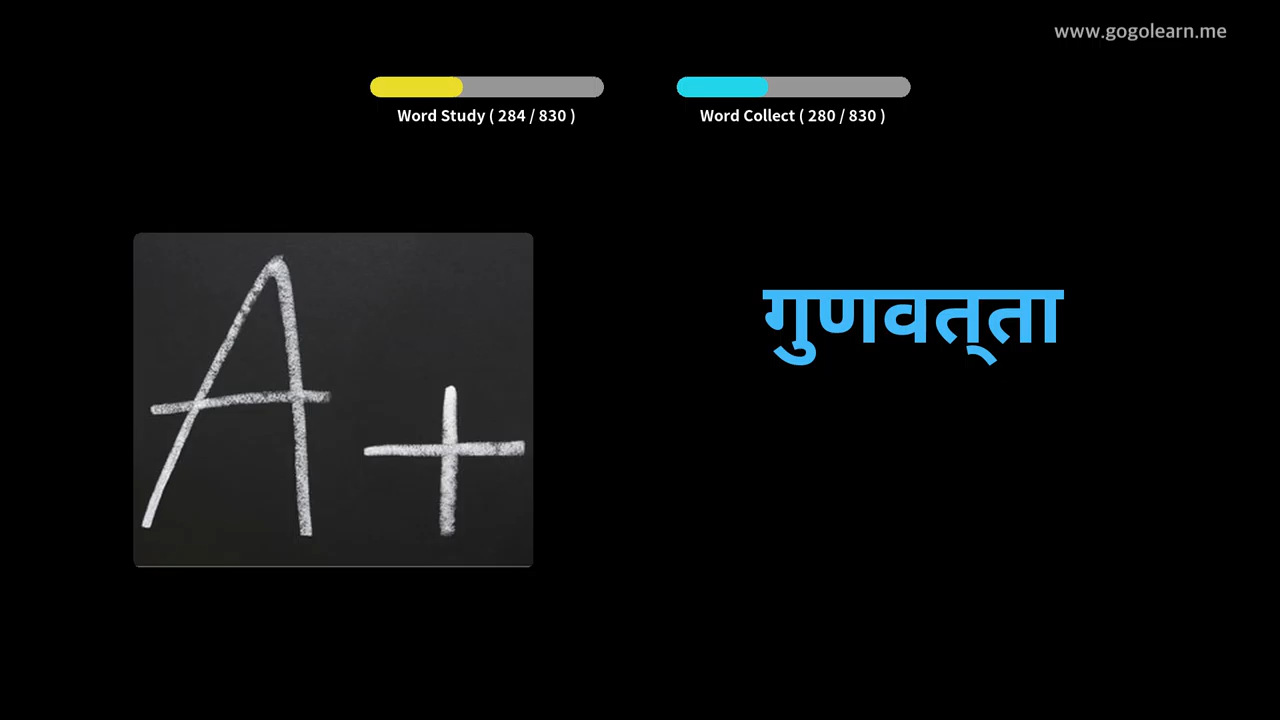 www.gogolearn.me
Word Study ( 284 / 830 )
Word Collect ( 280 / 830 )
A+
गुणवत्‌ता